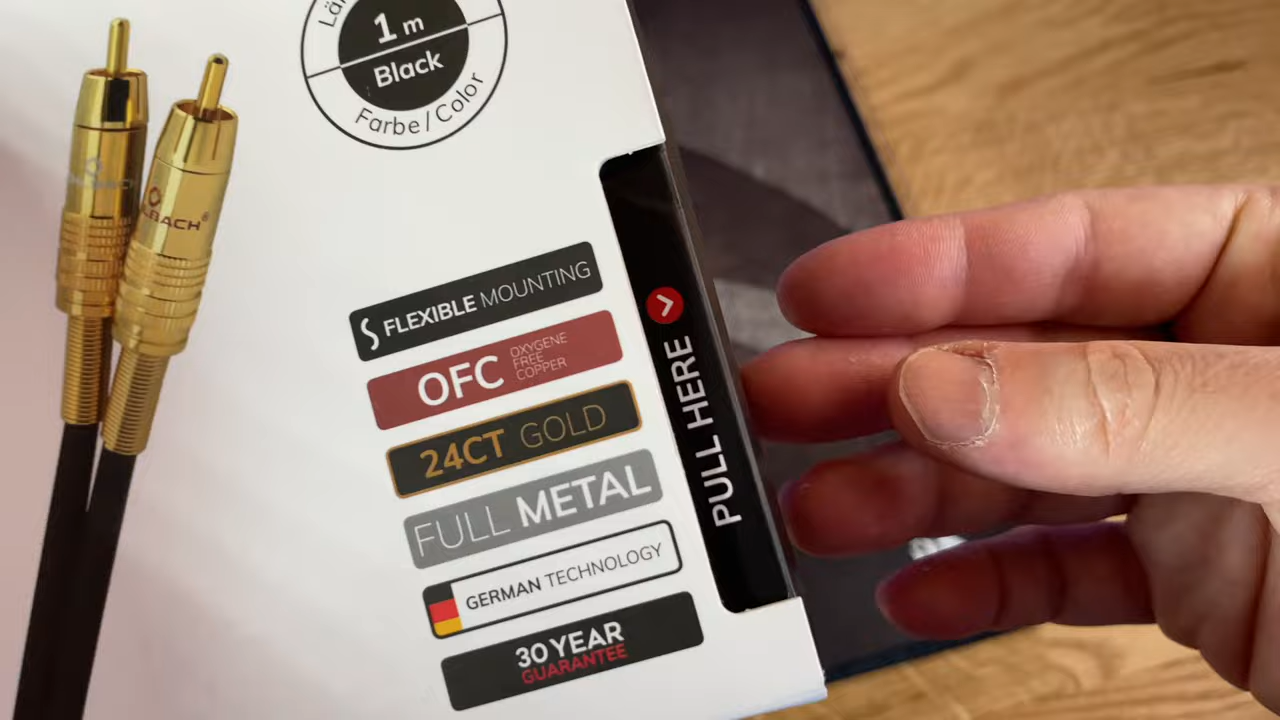 1 m
Black
Farbe / Color
FLEXIBLE MOUNTING
OFC
OXYGENE
FREE
COPPER
24CT GOLD
FULL METAL
GERMAN TECHNOLOGY
30 YEAR
GUARANTEE
PULL HERE